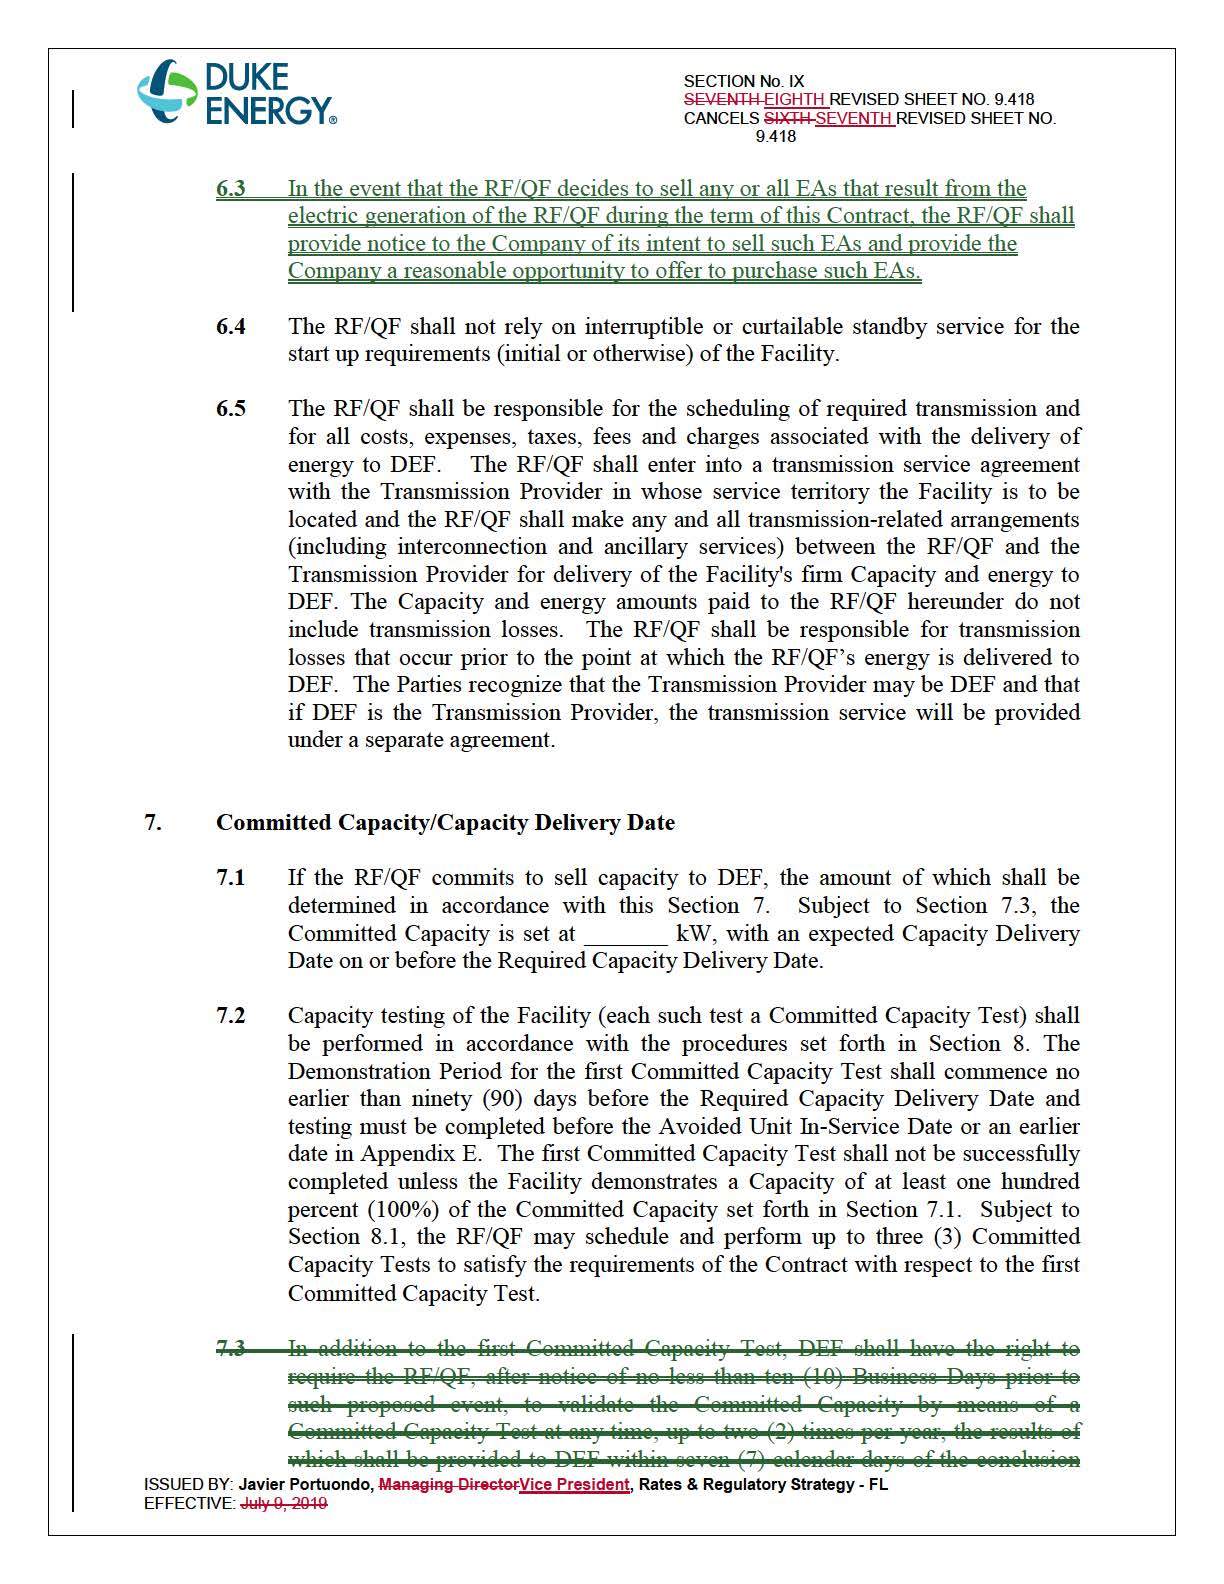 DUKE
ENERGY®
SECTION No. IX
SEVENTH EIGHTH REVISED SHEET NO. 9.418
CANCELS SIXTH SEVENTH REVISED SHEET NO.
9.418
6.3 In the event that the RF/QF decides to sell any or all EAs that result from the
electric generation of the RF/QF during the term of this Contract, the RF/QF shall
provide notice to the Company of its intent to sell such EAs and provide the
Company a reasonable opportunity to offer to purchase such EAs.
6.4 The RF/QF shall not rely on interruptible or curtailable standby service for the
start up requirements (initial or otherwise) of the Facility.
6.5 The RF/QF shall be responsible for the scheduling of required transmission and
for all costs, expenses, taxes, fees and charges associated with the delivery of
energy to DEF. The RF/QF shall enter into a transmission service agreement
with the Transmission Provider in whose service territory the Facility is to be
located and the RF/QF shall make any and all transmission-related arrangements
(including interconnection and ancillary services) between the RF/QF and the
Transmission Provider for delivery of the Facility's firm Capacity and energy to
DEF. The Capacity and energy amounts paid to the RF/QF hereunder do not
include transmission losses. The RF/QF shall be responsible for transmission
losses that occur prior to the point at which the RF/QF’s energy is delivered to
DEF. The Parties recognize that the Transmission Provider may be DEF and that
if DEF is the Transmission Provider, the transmission service will be provided
under a separate agreement.
7. Committed Capacity/Capacity Delivery Date
7.1 If the RF/QF commits to sell capacity to DEF, the amount of which shall be
determined in accordance with this Section 7. Subject to Section 7.3, the
Committed Capacity is set at _______ kW, with an expected Capacity Delivery
Date on or before the Required Capacity Delivery Date.
7.2 Capacity testing of the Facility (each such test a Committed Capacity Test) shall
be performed in accordance with the procedures set forth in Section 8. The
Demonstration Period for the first Committed Capacity Test shall commence no
earlier than ninety (90) days before the Required Capacity Delivery Date and
testing must be completed before the Avoided Unit In-Service Date or an earlier
date in Appendix E. The first Committed Capacity Test shall not be successfully
completed unless the Facility demonstrates a Capacity of at least one hundred
percent (100%) of the Committed Capacity set forth in Section 7.1. Subject to
Section 8.1, the RF/QF may schedule and perform up to three (3) Committed
Capacity Tests to satisfy the requirements of the Contract with respect to the first
Committed Capacity Test.
7.3 In addition to the first Committed Capacity Test, DEF shall have the right to
require the RF/QF, after notice of no less than ten (10) Business Days prior to
such proposed event, to validate the Committed Capacity by means of a
Committed Capacity Test at any time, up to two (2) times per year, the results of
which shall be provided to DEF within seven (7) calendar days of the conclusion
ISSUED BY: Javier Portuondo, Managing DirectorVice President, Rates & Regulatory Strategy - FL
EFFECTIVE: July 9, 2019